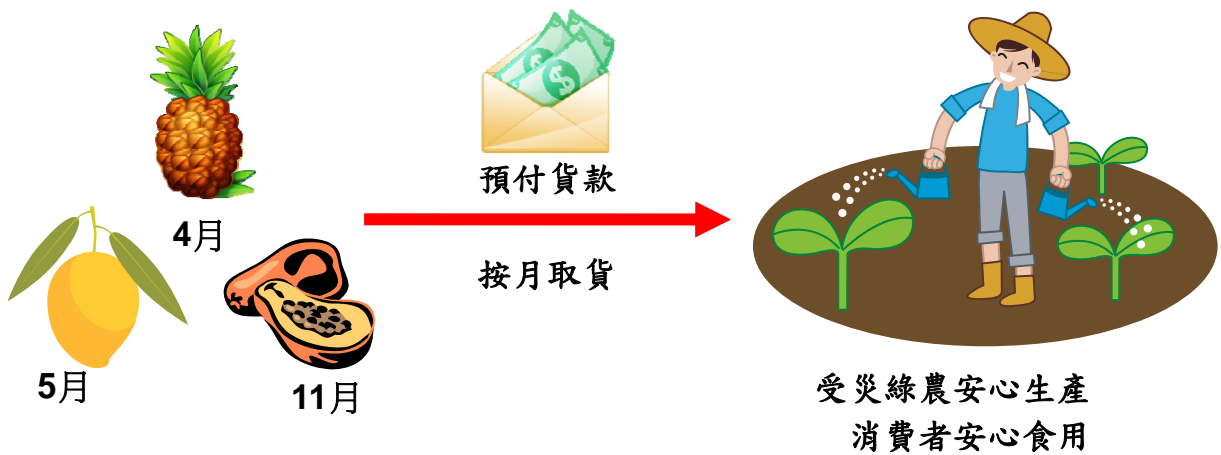 4月
5月
11月
預付貨款
按月取貨
受災綠農安心生產
消費者安心食用